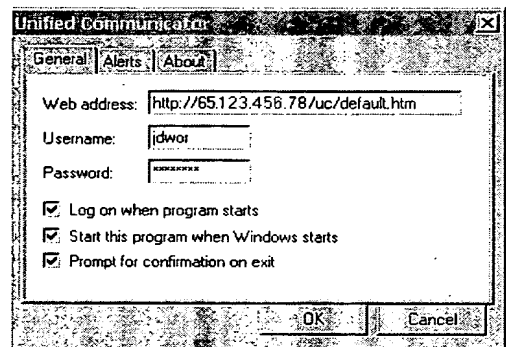 Unified Communicator
General Alerts About
Web address: http://65.123.456.78/uc/default.htm
Username: jdwor
Password: xxxxxxxx
Log on when program starts
Start this program when Windows starts
Prompt for confirmation on exit
OK Cancel